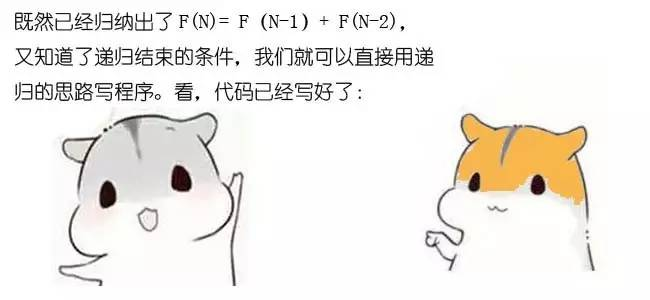 既然已经归纳出了 F(N)= F（N-1）+ F(N-2),
又知道了递归结束的条件，我们就可以直接用递
归的思路写程序。看，代码已经写好了：